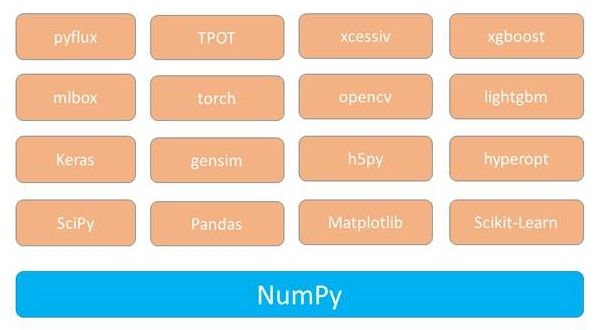 pyflux TPOT xcessiv xgboost
mlbox torch opencv lightgbm
Keras gensim h5py hyperopt
SciPy Pandas Matplotlib Scikit-Learn
NumPy